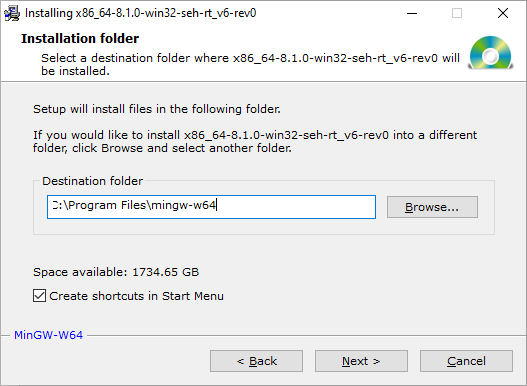 Installing x86_64-8.1.0-win32-seh-rt_v6-rev0
Installation folder
Select a destination folder where x86_64-8.1.0-win32-seh-rt_v6-rev0 will
be installed.
Setup will install files in the following folder.
If you would like to install x86_64-8.1.0-win32-seh-rt_v6-rev0 into a different
folder, click Browse and select another folder.
Destination folder
C:\Program Files\mingw-w64
Browse...
Space available: 1734.65 GB
Create shortcuts in Start Menu
MinGW-W64
< Back
Next >
Cancel